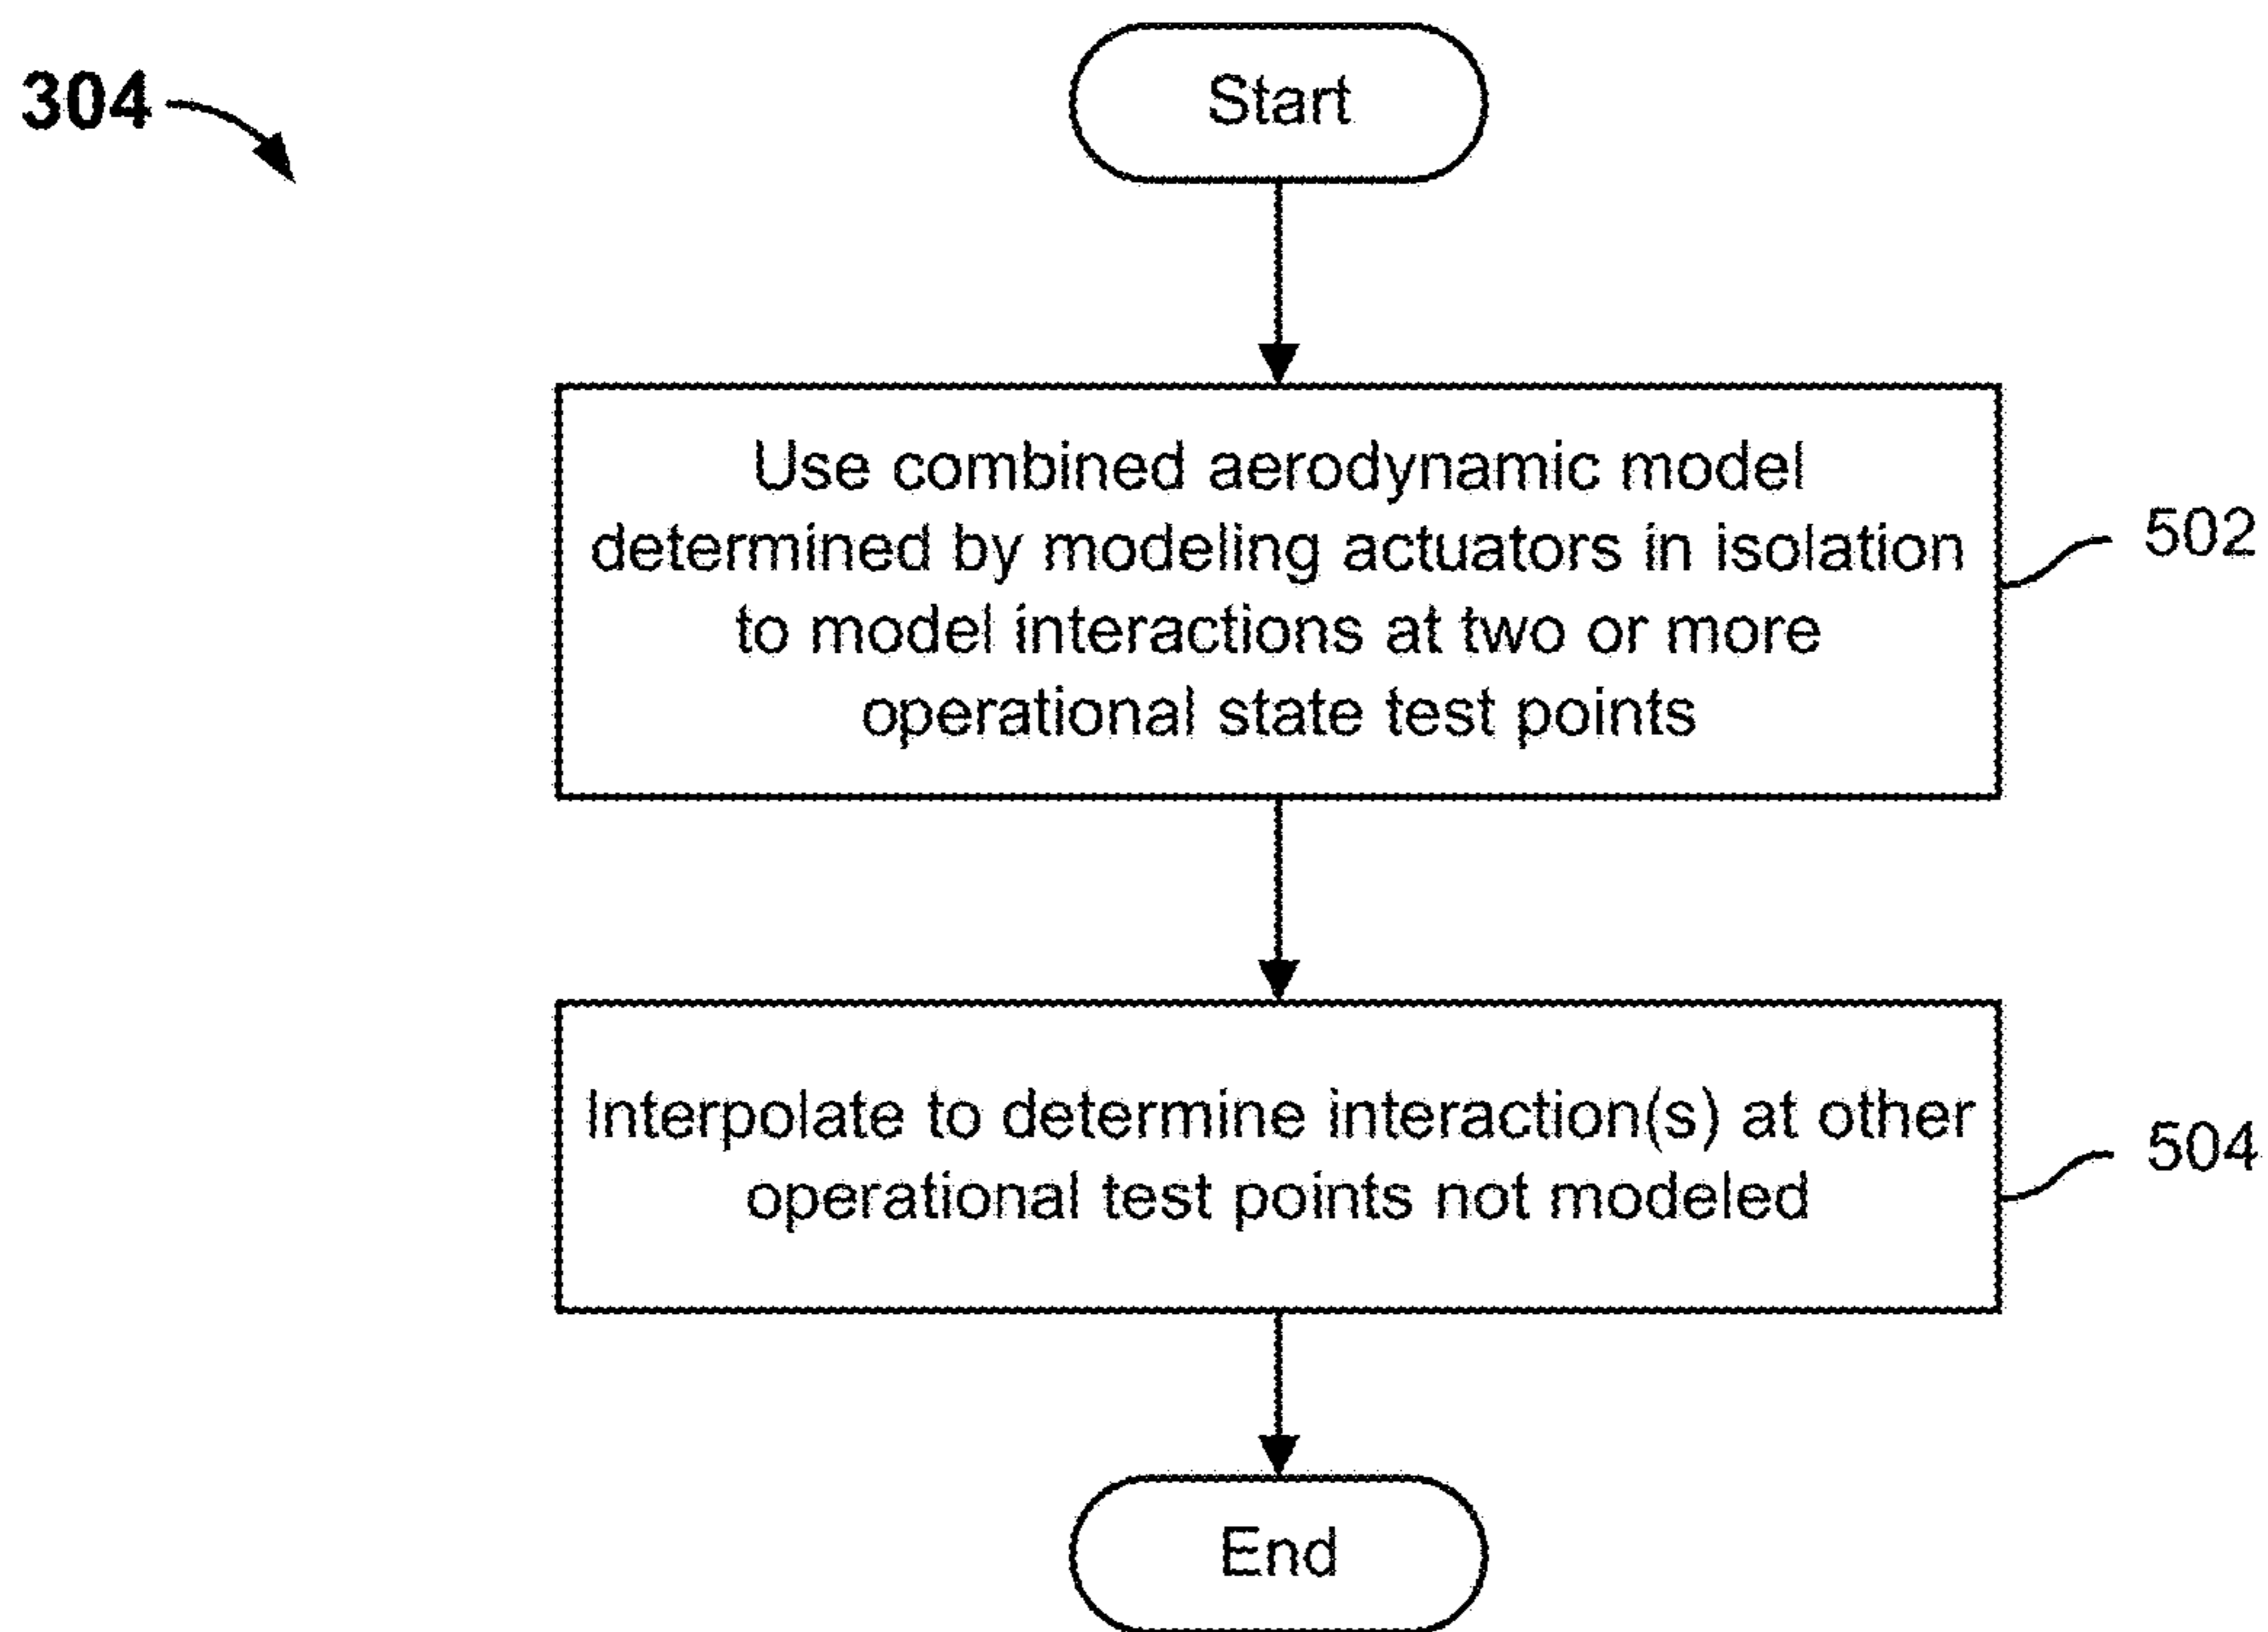 304
Start
Use combined aerodynamic model
determined by modeling actuators in isolation
to model interactions at two or more
operational state test points
502
Interpolate to determine interaction(s) at other
operational test points not modeled
504
End